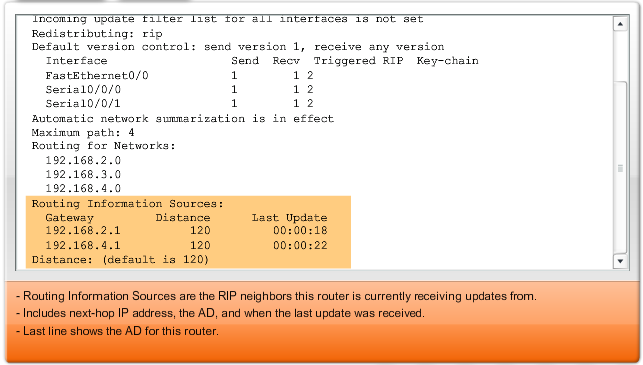 Incoming update filter list for all interfaces is not set
Redistributing: rip
Default version control: send version 1, receive any version
Interface Send Recv Triggered RIP Key-chain
FastEthernet0/0 1 1 2
Serial0/0/0 1 1 2
Serial0/0/1 1 1 2
Automatic network summarization is in effect
Maximum path: 4
Routing for Networks:
192.168.2.0
192.168.3.0
192.168.4.0
Routing Information Sources:
Gateway Distance Last Update
192.168.2.1 120 00:00:18
192.168.4.1 120 00:00:22
Distance: (default is 120)
- Routing Information Sources are the RIP neighbors this router is currently receiving updates from.
- Includes next-hop IP address, the AD, and when the last update was received.
- Last line shows the AD for this router.